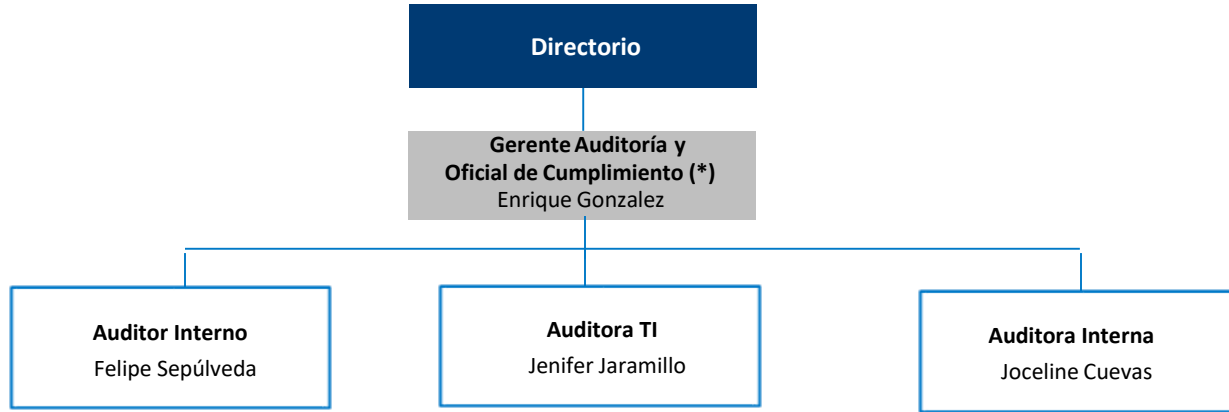 Directorio
Gerente Auditoría y
Oficial de Cumplimiento (*)
Enrique Gonzalez
Auditor Interno
Felipe Sepúlveda
Auditora TI
Jenifer Jaramillo
Auditora Interna
Joceline Cuevas